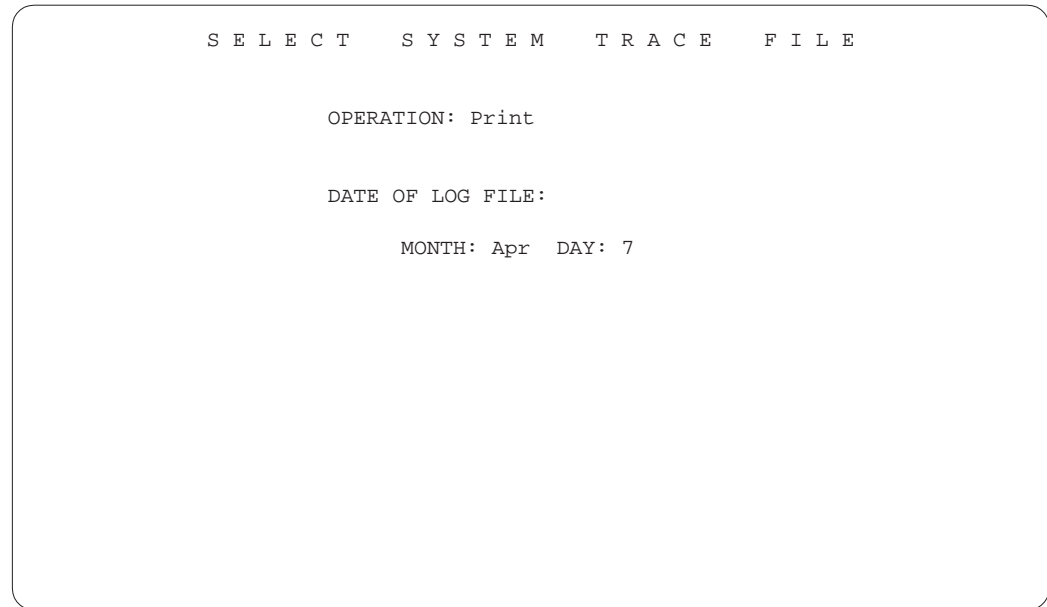 S E L E C T   S Y S T E M   T R A C E   F I L E
OPERATION: Print
DATE OF LOG FILE:
MONTH: Apr  DAY: 7